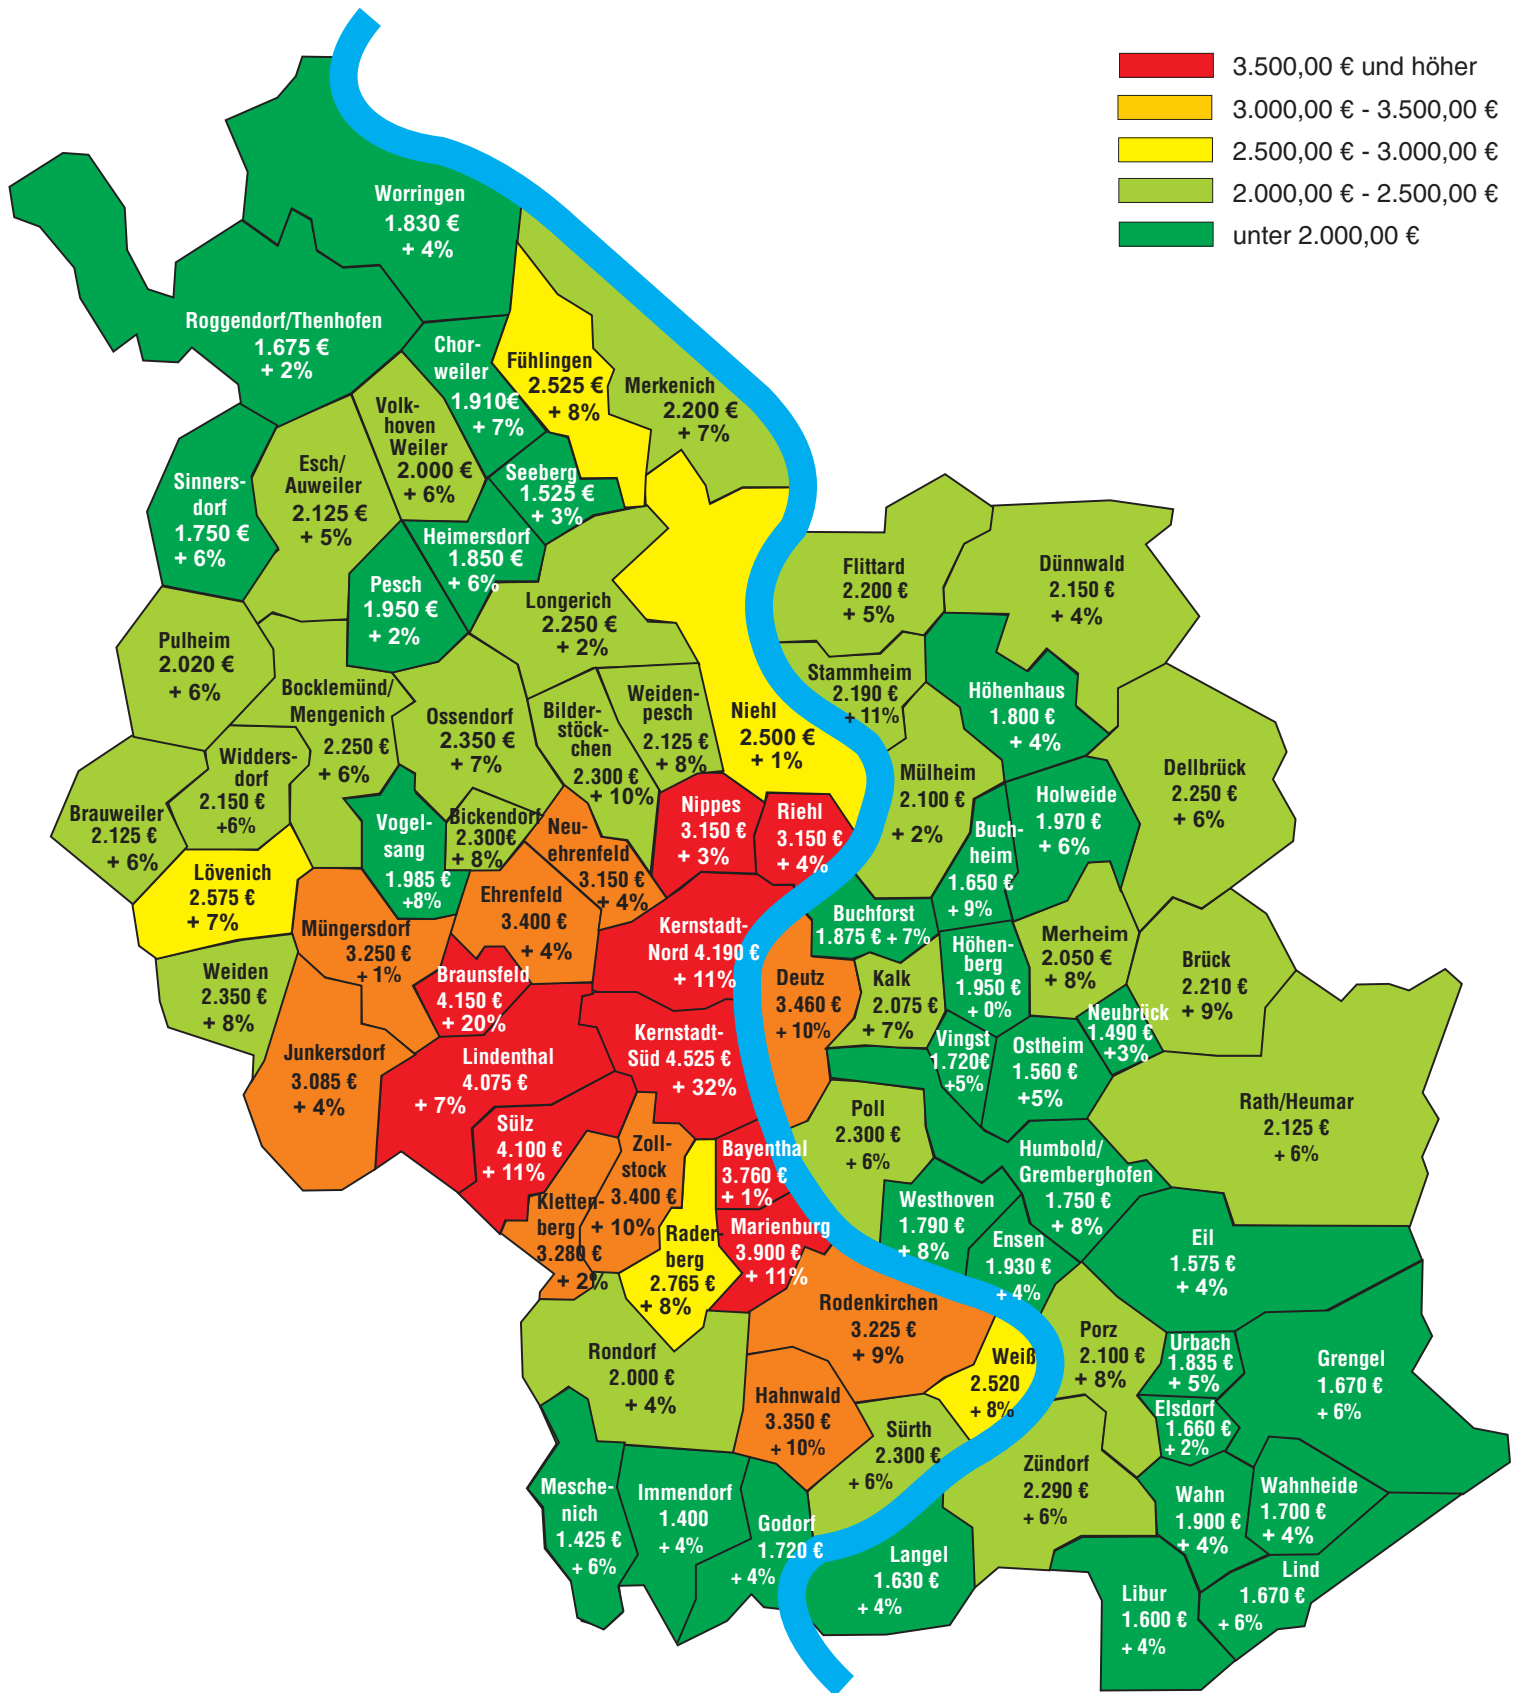 3.500,00 € und höher
3.000,00 € - 3.500,00 €
2.500,00 € - 3.000,00 €
2.000,00 € - 2.500,00 €
unter 2.000,00 €
Worringen
1.830 €
+ 4%
Roggendorf/Thenhofen
1.675 €
+ 2%
Chor-
weiler
1.910€
+ 7%
Fühlingen
2.525 €
+ 8%
Merkenich
2.200 €
+ 7%
Volk-
hoven
Weiler
2.000 €
+ 6%
Esch/
Auweiler
2.125 €
+ 5%
Sinners-
dorf
1.750 €
+ 6%
Seeberg
1.525 €
+ 3%
Heimersdorf
1.850 €
+ 6%
Pesch
1.950 €
+ 2%
Longerich
2.250 €
+ 2%
Pulheim
2.020 €
+ 6%
Flittard
2.200 €
+ 5%
Dünnwald
2.150 €
+ 4%
Stammheim
2.190 €
+ 11%
Höhenhaus
1.800 €
+ 4%
Bocklemünd/
Mengenich
2.250 €
+ 6%
Ossendorf
2.350 €
+ 7%
Bilder-
stöck-
chen
2.300 €
+ 10%
Weiden-
pesch
2.125 €
+ 8%
Niehl
2.500 €
+ 1%
Widders-
dorf
2.150 €
+6%
Brauweiler
2.125 €
+ 6%
Mülheim
2.100 €
+ 2%
Holweide
1.970 €
+ 6%
Dellbrück
2.250 €
+ 6%
Vogel-
sang
1.985 €
+8%
Bickendorf
2.300€
+ 8%
Neu-
ehrenfeld
3.150 €
+ 4%
Nippes
3.150 €
+ 3%
Riehl
3.150 €
+ 4%
Buch-
heim
1.650 €
+ 9%
Lövenich
2.575 €
+ 7%
Ehrenfeld
3.400 €
+ 4%
Müngersdorf
3.250 €
+ 1%
Kernstadt-
Nord 4.190 €
+ 11%
Buchforst
1.875 € + 7%
Höhen-
berg
1.950 €
+ 0%
Merheim
2.050 €
+ 8%
Brück
2.210 €
+ 9%
Weiden
2.350 €
+ 8%
Braunsfeld
4.150 €
+ 20%
Deutz
3.460 €
+ 10%
Kalk
2.075 €
+ 7%
Neubrück
1.490 €
+3%
Vingst
1.720€
+5%
Ostheim
1.560 €
+5%
Junkersdorf
3.085 €
+ 4%
Lindenthal
4.075 €
+ 7%
Kernstadt-
Süd 4.525 €
+ 32%
Rath/Heumar
2.125 €
+ 6%
Sülz
4.100 €
+ 11%
Poll
2.300 €
+ 6%
Zoll-
stock
3.400 €
+ 10%
Bayenthal
3.760 €
+ 1%
Humbold/
Gremberghofen
1.750 €
+ 8%
Kletten-
berg
3.280 €
+ 2%
Rader-
berg
2.765 €
+ 8%
Marienburg
3.900 €
+ 11%
Westhoven
1.790 €
+ 8%
Ensen
1.930 €
+ 4%
Eil
1.575 €
+ 4%
Rodenkirchen
3.225 €
+ 9%
Rondorf
2.000 €
+ 4%
Weiß
2.520
+ 8%
Porz
2.100 €
+ 8%
Urbach
1.835 €
+ 5%
Grengel
1.670 €
+ 6%
Hahnwald
3.350 €
+ 10%
Sürth
2.300 €
+ 6%
Elsdorf
1.660 €
+ 2%
Zündorf
2.290 €
+ 6%
Wahn
1.900 €
+ 4%
Wahnheide
1.700 €
+ 4%
Mesche-
nich
1.425 €
+ 6%
Immendorf
1.400
+ 4%
Godorf
1.720 €
+ 4%
Langel
1.630 €
+ 4%
Libur
1.600 €
+ 4%
Lind
1.670 €
+ 6%